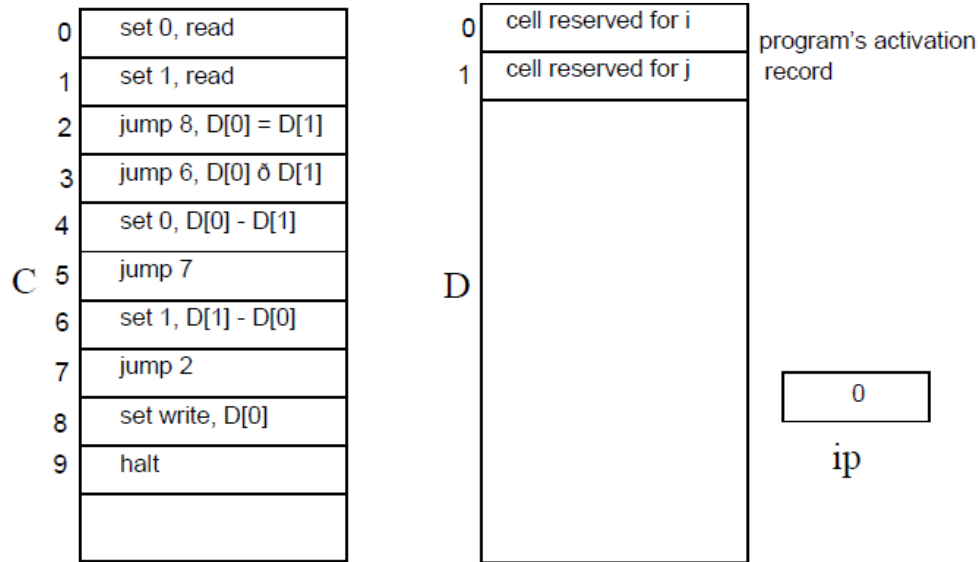 0 set 0, read
1 set 1, read
2 jump 8, D[0] = D[1]
3 jump 6, D[0] ð D[1]
4 set 0, D[0] - D[1]
5 jump 7
6 set 1, D[1] - D[0]
7 jump 2
8 set write, D[0]
9 halt
C
0 cell reserved for i
1 cell reserved for j
D
program's activation
record
0
ip